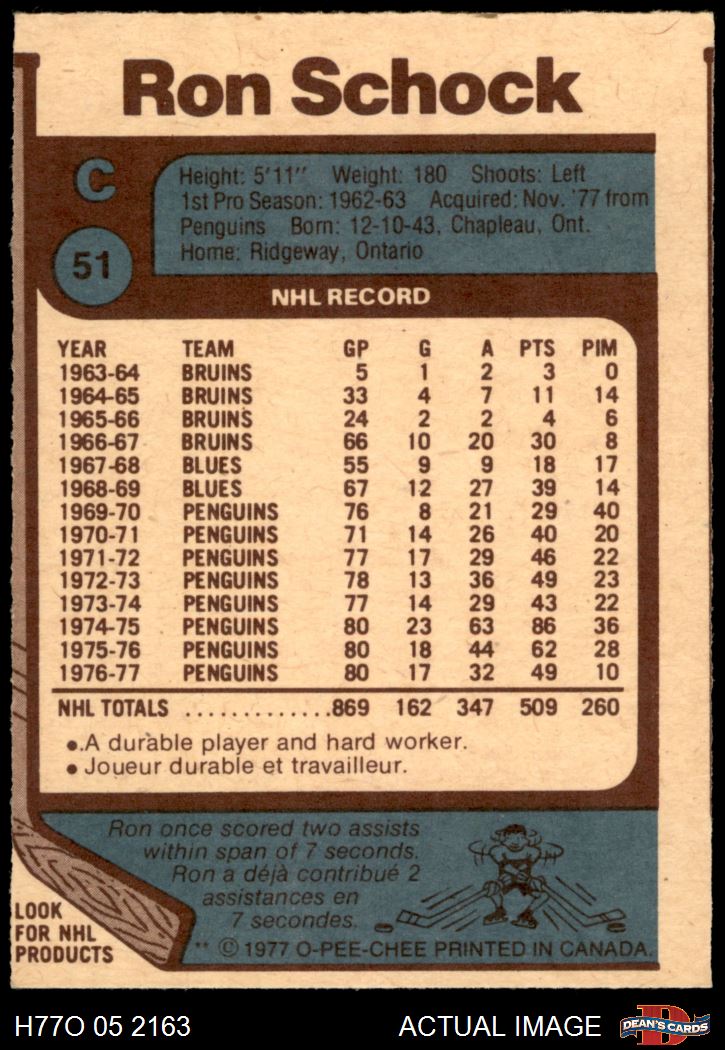 Ron Schock
C
Height: 5'11" Weight: 180 Shoots: Left
1st Pro Season: 1962-63 Acquired: Nov. '77 from
Penguins Born: 12-10-43, Chapleau, Ont.
Home: Ridgeway, Ontario
51
NHL RECORD
YEAR TEAM GP G A PTS PIM
1963-64 BRUINS 5 1 2 3 0
1964-65 BRUINS 33 4 7 11 14
1965-66 BRUINS 24 2 2 4 6
1966-67 BRUINS 66 10 20 30 8
1967-68 BLUES 55 9 9 18 17
1968-69 BLUES 67 12 27 39 14
1969-70 PENGUINS 76 8 21 29 40
1970-71 PENGUINS 71 14 26 40 20
1971-72 PENGUINS 77 17 29 46 22
1972-73 PENGUINS 78 13 36 49 23
1973-74 PENGUINS 77 14 29 43 22
1974-75 PENGUINS 80 23 63 86 36
1975-76 PENGUINS 80 18 44 62 28
1976-77 PENGUINS 80 17 32 49 10
NHL TOTALS .............869 162 347 509 260
•.A durable player and hard worker.
• Joueur durable et travailleur.
Ron once scored two assists
within span of 7 seconds.
Ron a déjà contribué 2
assistances en
7 secondes.
LOOK
FOR NHL
PRODUCTS
** © 1977 O-PEE-CHEE PRINTED IN CANADA.
H77O 05 2163 ACTUAL IMAGE D DEAN'S CARDS